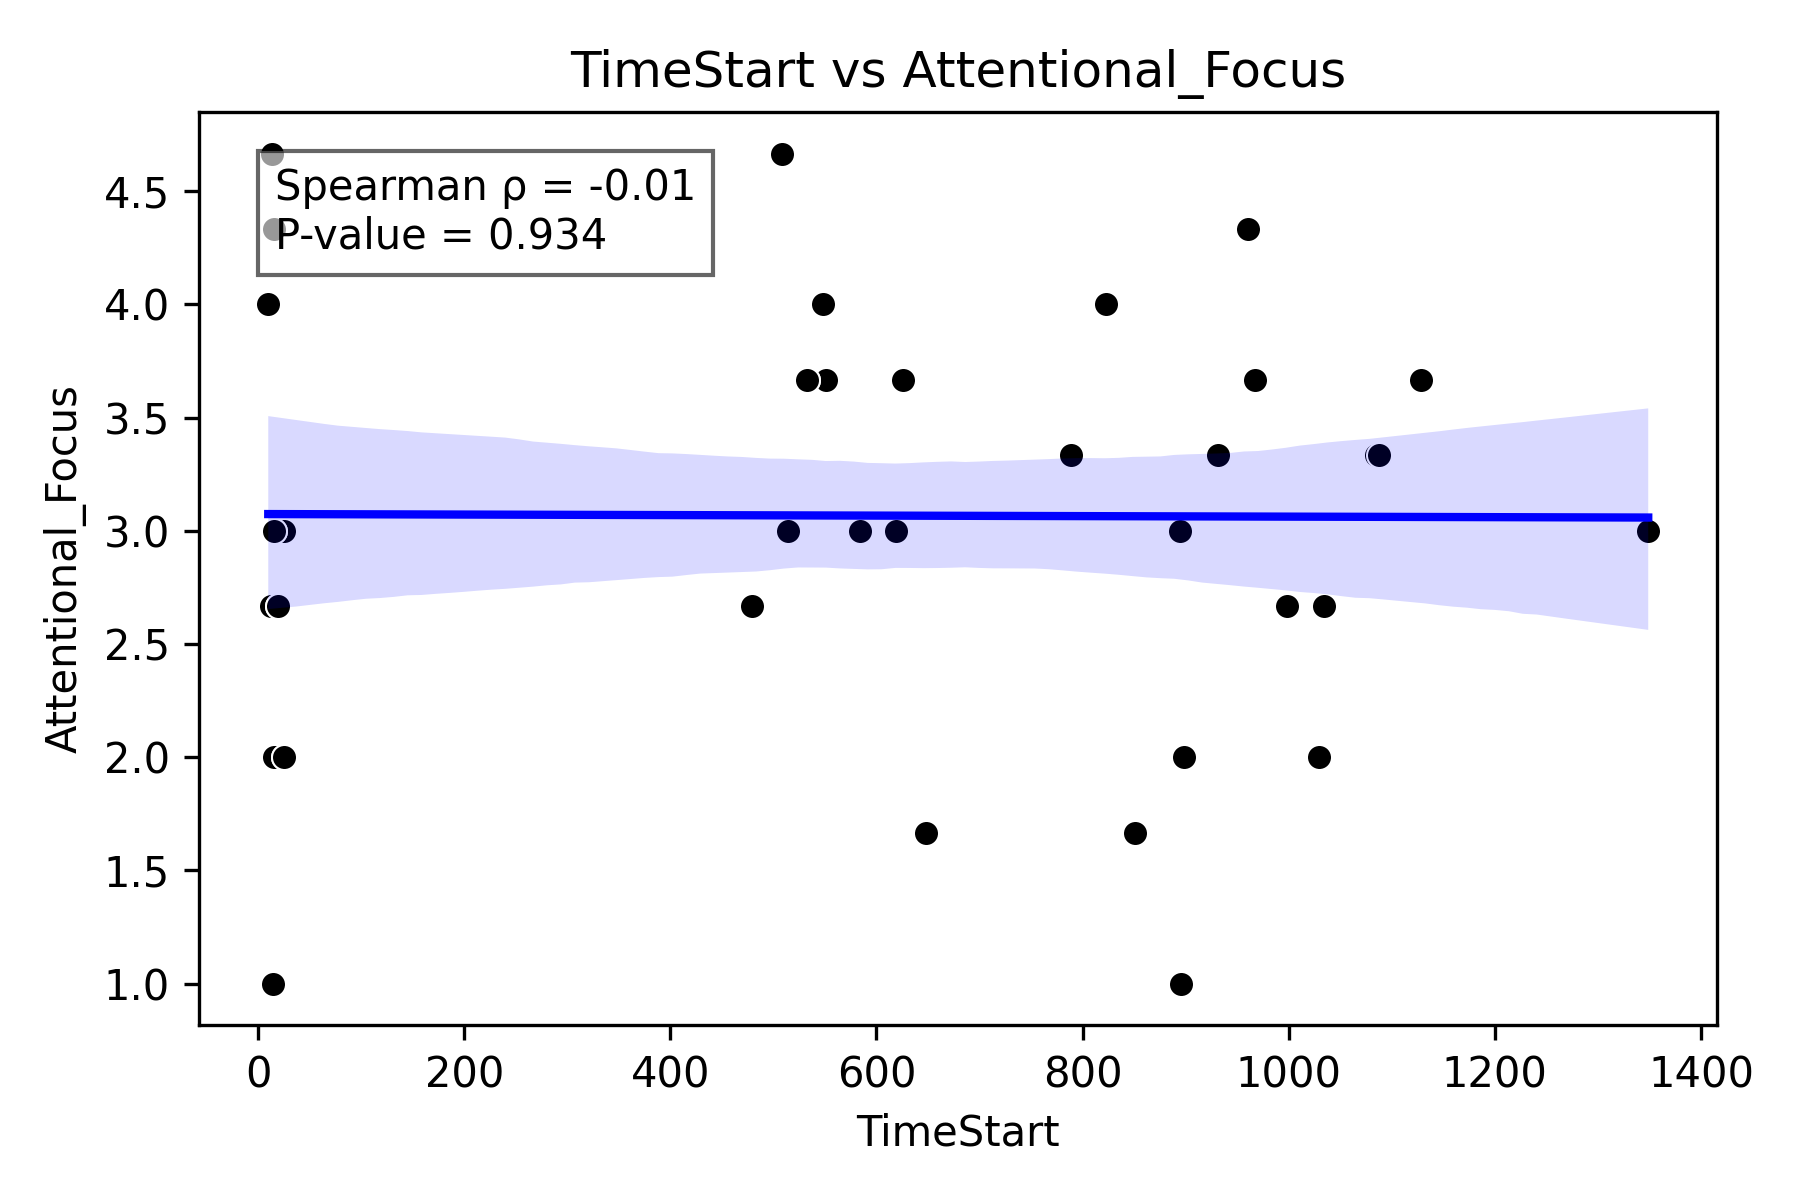 TimeStart vs Attentional_Focus
Spearman ρ = -0.01
P-value = 0.934
Attentional_Focus
4.5
4.0
3.5
3.0
2.5
2.0
1.5
1.0
0 200 400 600 800 1000 1200 1400
TimeStart